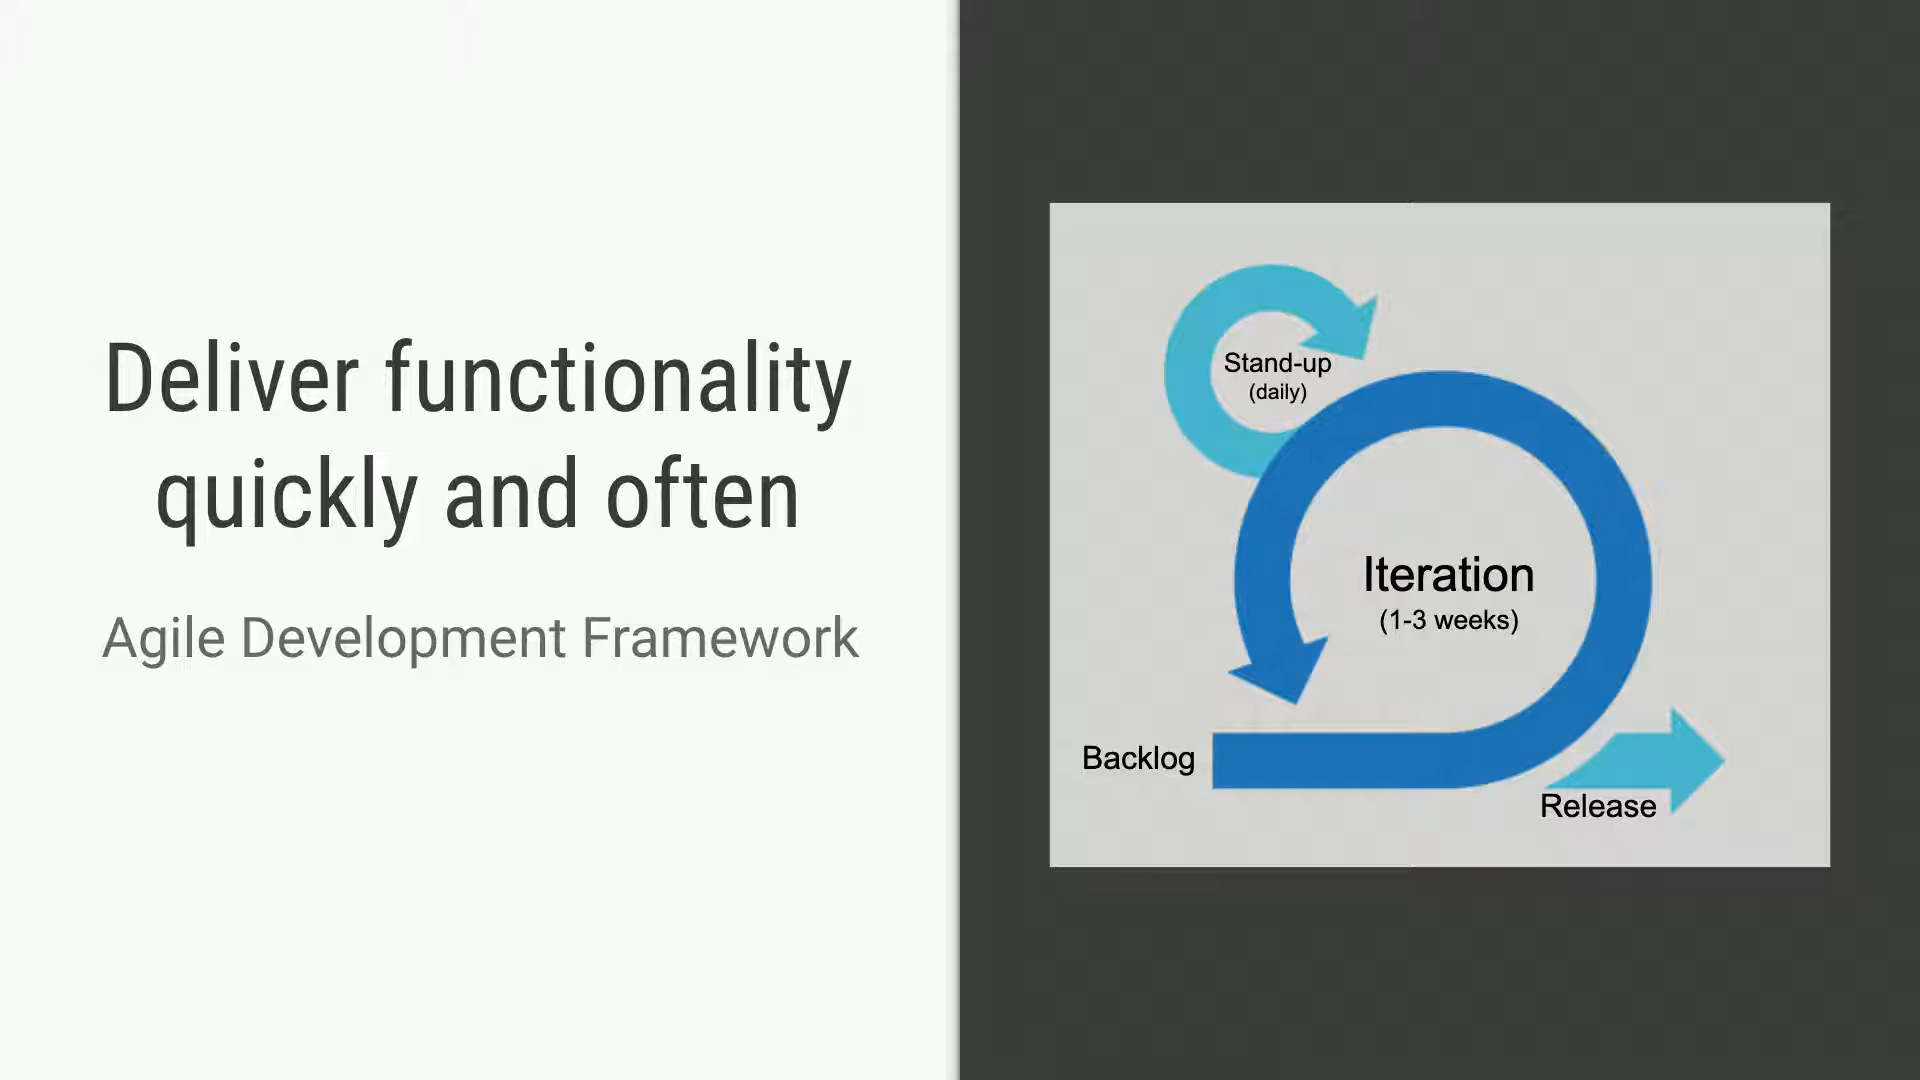 Deliver functionality
quickly and often
Agile Development Framework
Stand-up
(daily)
Iteration
(1-3 weeks)
Backlog
Release